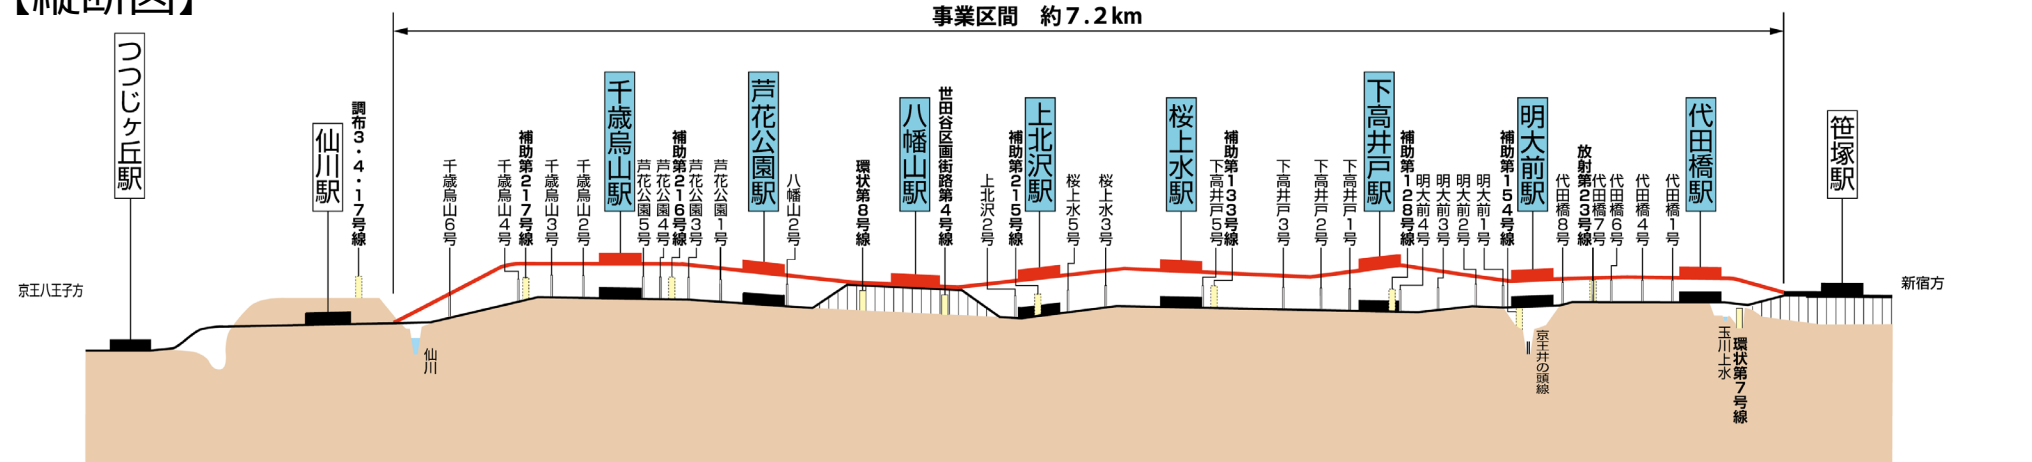 【縦断図】
事業区間 約7.2km
つつじヶ丘駅
仙川駅
調布3・4・17号線
千歳烏山6号
千歳烏山4号
補助第217号線
千歳烏山3号
千歳烏山2号
千歳烏山駅
芦花公園5号
芦花公園4号
補助第216号線
芦花公園3号
芦花公園1号
芦花公園駅
八幡山2号
環状第8号線
八幡山駅
世田谷区画街路第4号線
上北沢2号
補助第215号線
上北沢駅
桜上水5号
桜上水3号
桜上水駅
下高井戸5号
補助第133号線
下高井戸3号
下高井戸2号
下高井戸1号
下高井戸駅
補助第128号線
明大前4号
明大前3号
明大前2号
明大前1号
補助第154号線
明大前駅
代田橋8号
放射第23号線
代田橋7号
代田橋6号
代田橋4号
代田橋1号
代田橋駅
笹塚駅
京王八王子方
新宿方
仙川
京王井の頭線
玉川上水
環状第7号線